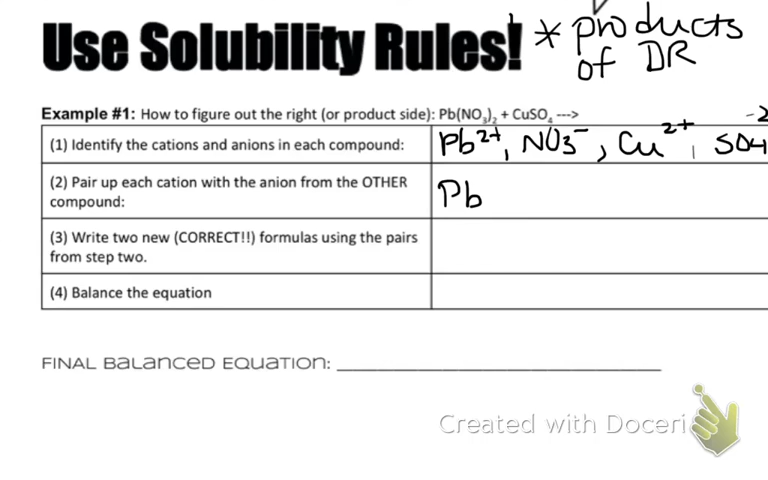 Use Solubility Rules! * products
of DR
Example #1: How to figure out the right (or product side): Pb(NO₃)₂ + CuSO₄ --->
(1) Identify the cations and anions in each compound: Pb²⁺, NO₃⁻, Cu²⁺, SO₄⁻²
(2) Pair up each cation with the anion from the OTHER
compound: Pb
(3) Write two new (CORRECT!!) formulas using the pairs
from step two.
(4) Balance the equation
FINAL BALANCED EQUATION: ______________________________
Created with Doceri